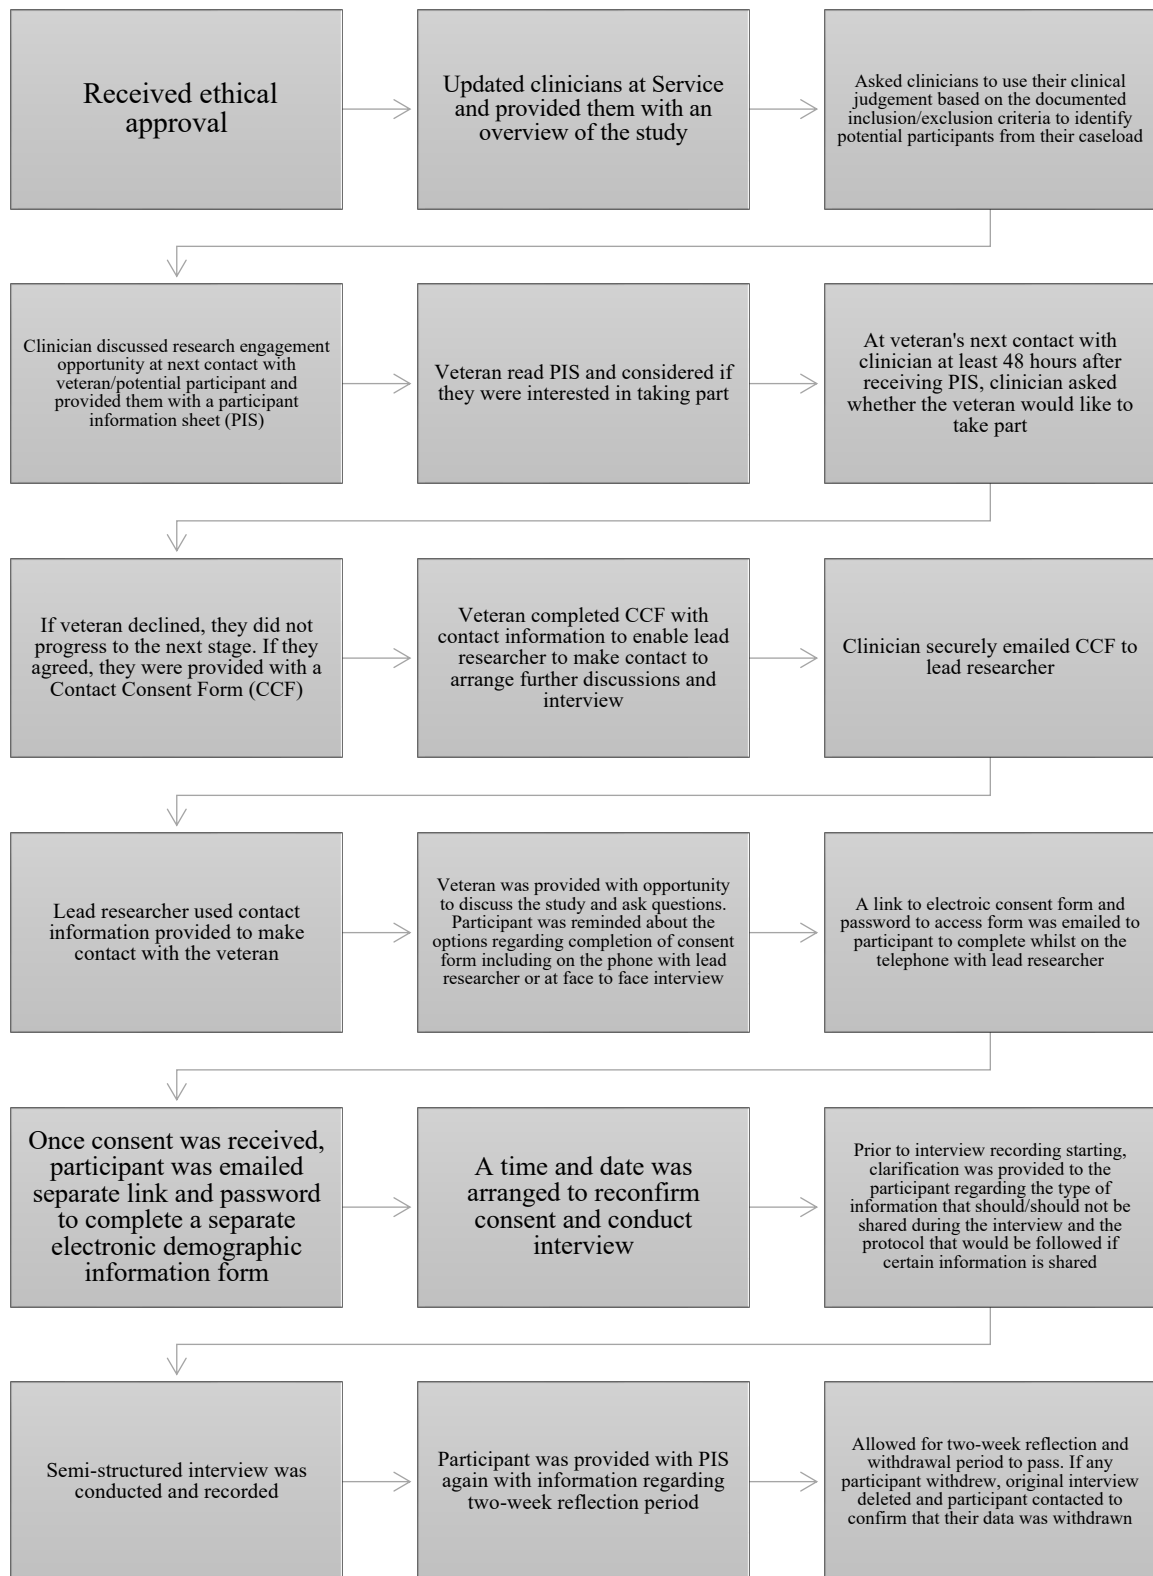 Received ethical
approval
Updated clinicians at Service
and provided them with an
overview of the study
Asked clinicians to use their clinical
judgement based on the documented
inclusion/exclusion criteria to identify
potential participants from their caseload
Clinician discussed research engagement
opportunity at next contact with
veteran/potential participant and
provided them with a participant
information sheet (PIS)
Veteran read PIS and considered if
they were interested in taking part
At veteran's next contact with
clinician at least 48 hours after
receiving PIS, clinician asked
whether the veteran would like to
take part
If veteran declined, they did not
progress to the next stage. If they
agreed, they were provided with a
Contact Consent Form (CCF)
Veteran completed CCF with
contact information to enable lead
researcher to make contact to
arrange further discussions and
interview
Clinician securely emailed CCF to
lead researcher
Lead researcher used contact
information provided to make
contact with the veteran
Veteran was provided with opportunity
to discuss the study and ask questions.
Participant was reminded about the
options regarding completion of consent
form including on the phone with lead
researcher or at face to face interview
A link to electroic consent form and
password to access form was emailed to
participant to complete whilst on the
telephone with lead researcher
Once consent was received,
participant was emailed
separate link and password
to complete a separate
electronic demographic
information form
A time and date was
arranged to reconfirm
consent and conduct
interview
Prior to interview recording starting,
clarification was provided to the
participant regarding the type of
information that should/should not be
shared during the interview and the
protocol that would be followed if
certain information is shared
Semi-structured interview was
conducted and recorded
Participant was provided with PIS
again with information regarding
two-week reflection period
Allowed for two-week reflection and
withdrawal period to pass. If any
participant withdrew, original interview
deleted and participant contacted to
confirm that their data was withdrawn